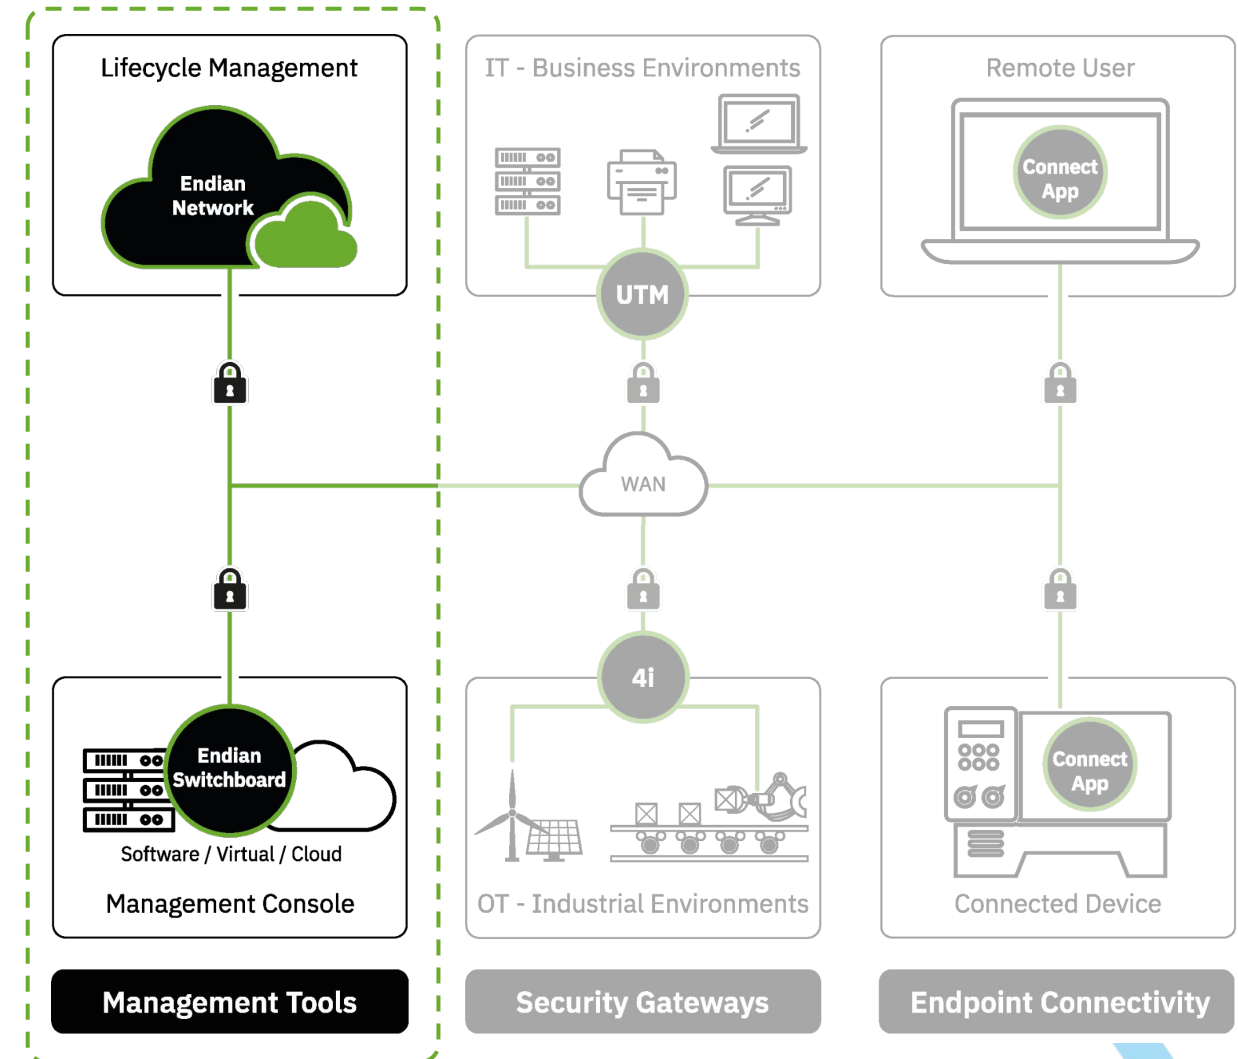 Lifecycle Management
Endian
Network
IT - Business Environments
UTM
Remote User
Connect
App
WAN
Endian
Switchboard
Software / Virtual / Cloud
Management Console
4i
OT - Industrial Environments
Connect
App
Connected Device
Management Tools
Security Gateways
Endpoint Connectivity